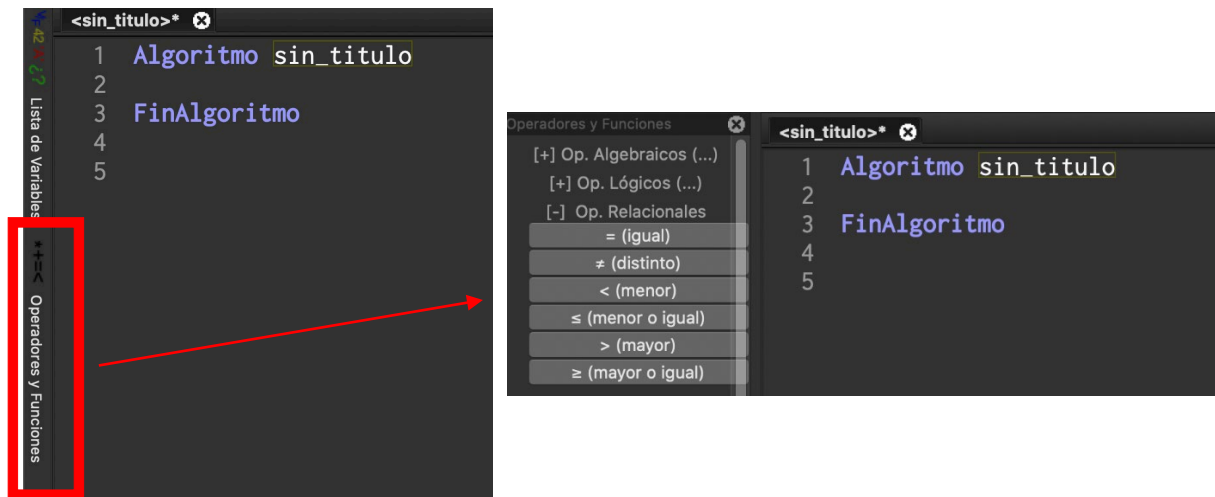 <sin_titulo>*
1 Algoritmo sin_titulo
2
3 FinAlgoritmo
4
5
42 * ¿? Lista de Variables
*+=< Operadores y Funciones
Operadores y Funciones
[+] Op. Algebraicos (...)
[+] Op. Lógicos (...)
[-] Op. Relacionales
= (igual)
≠ (distinto)
< (menor)
≤ (menor o igual)
> (mayor)
≥ (mayor o igual)
<sin_titulo>*
1 Algoritmo sin_titulo
2
3 FinAlgoritmo
4
5